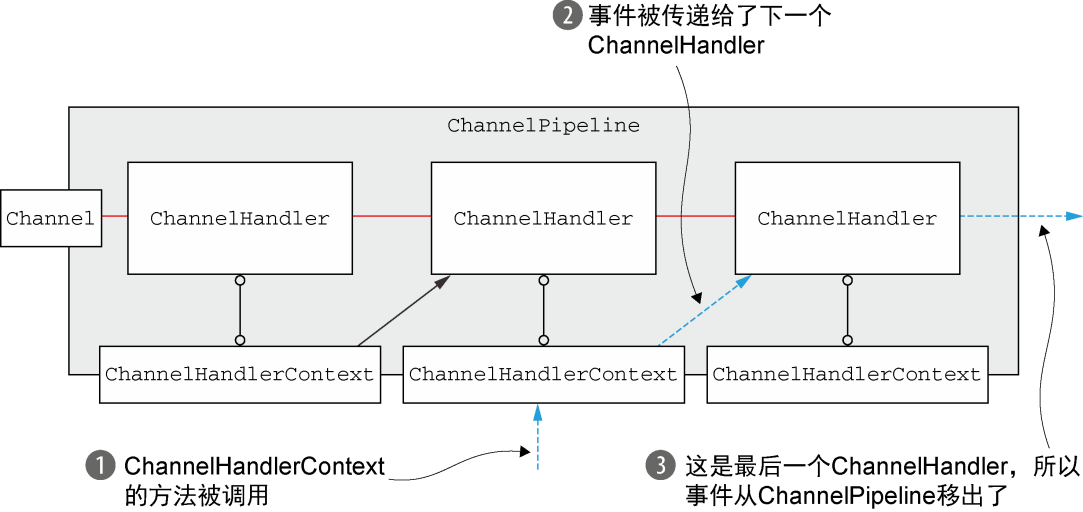 2 事件被传递给了下一个
ChannelHandler
ChannelPipeline
Channel
ChannelHandler
ChannelHandler
ChannelHandler
ChannelHandlerContext
ChannelHandlerContext
ChannelHandlerContext
1 ChannelHandlerContext
的方法被调用
3 这是最后一个ChannelHandler，所以
事件从ChannelPipeline移出了